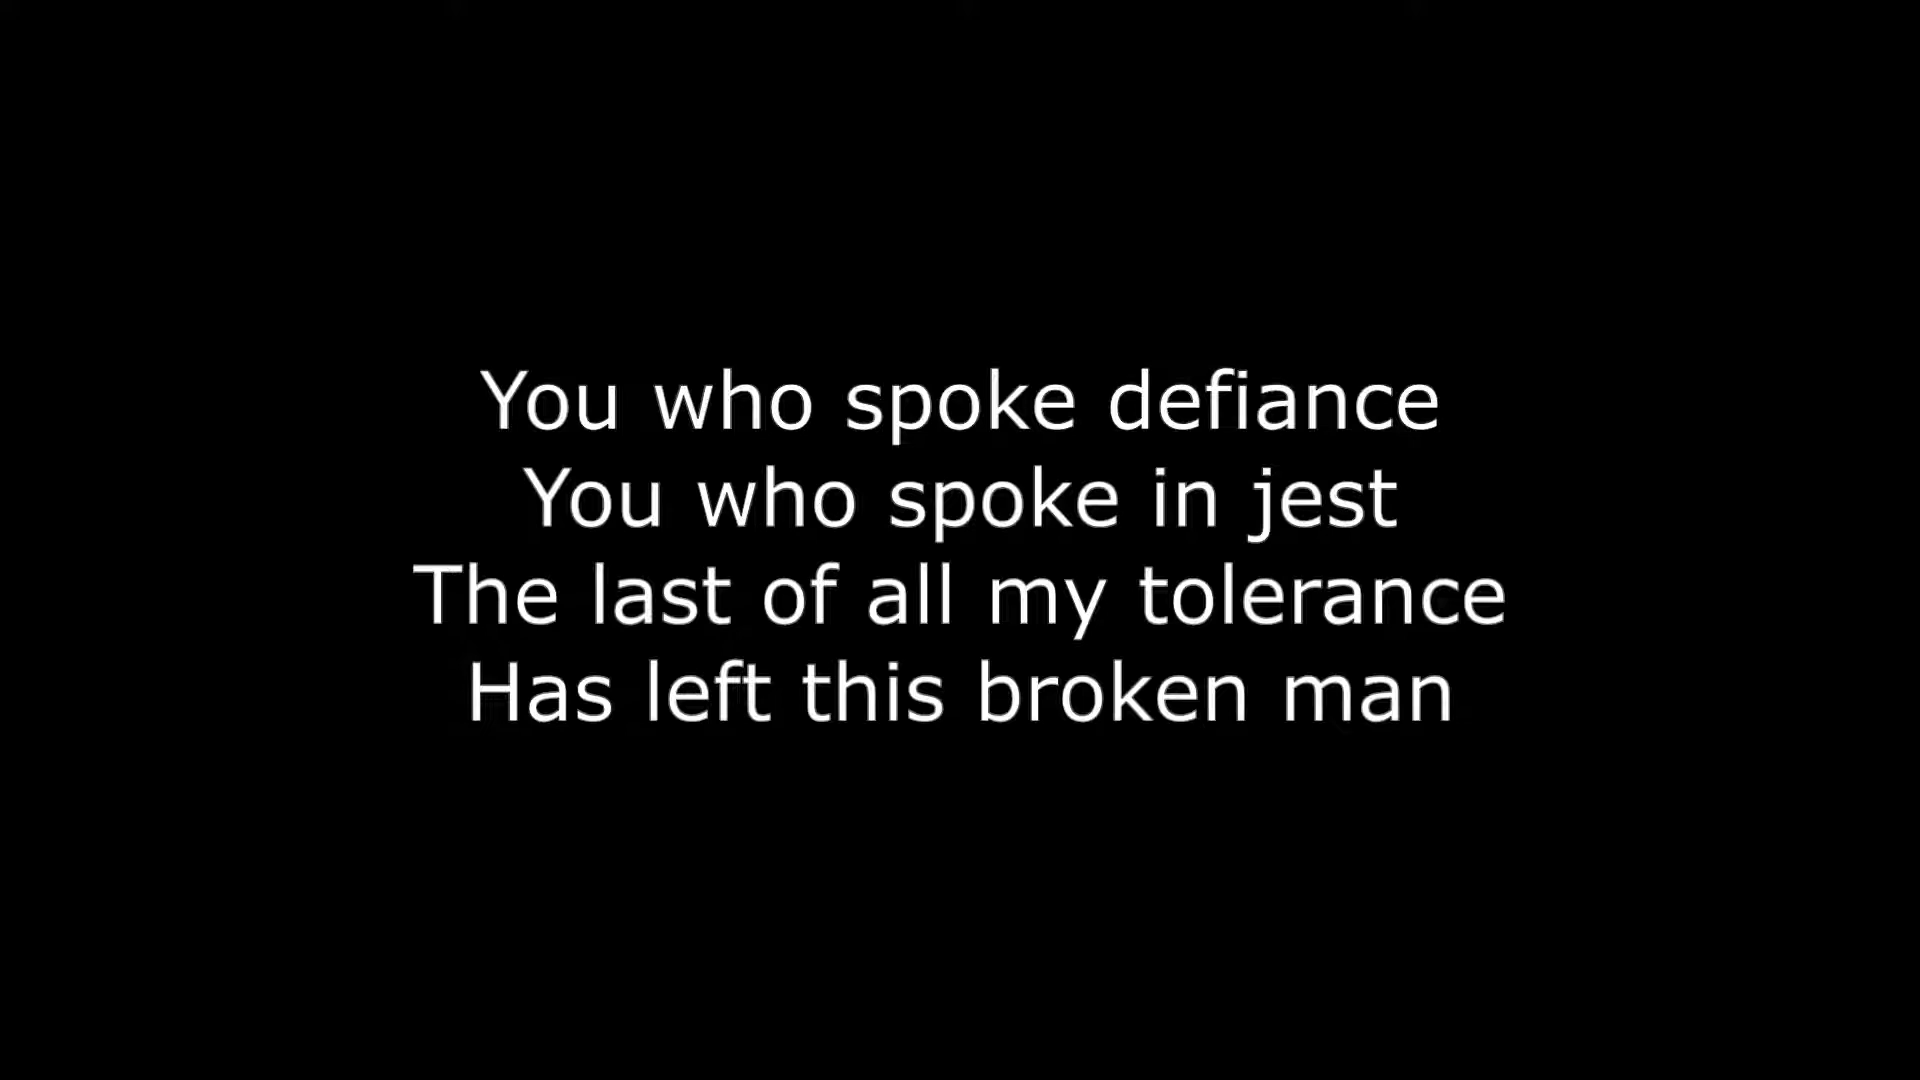 You who spoke defiance
You who spoke in jest
The last of all my tolerance
Has left this broken man